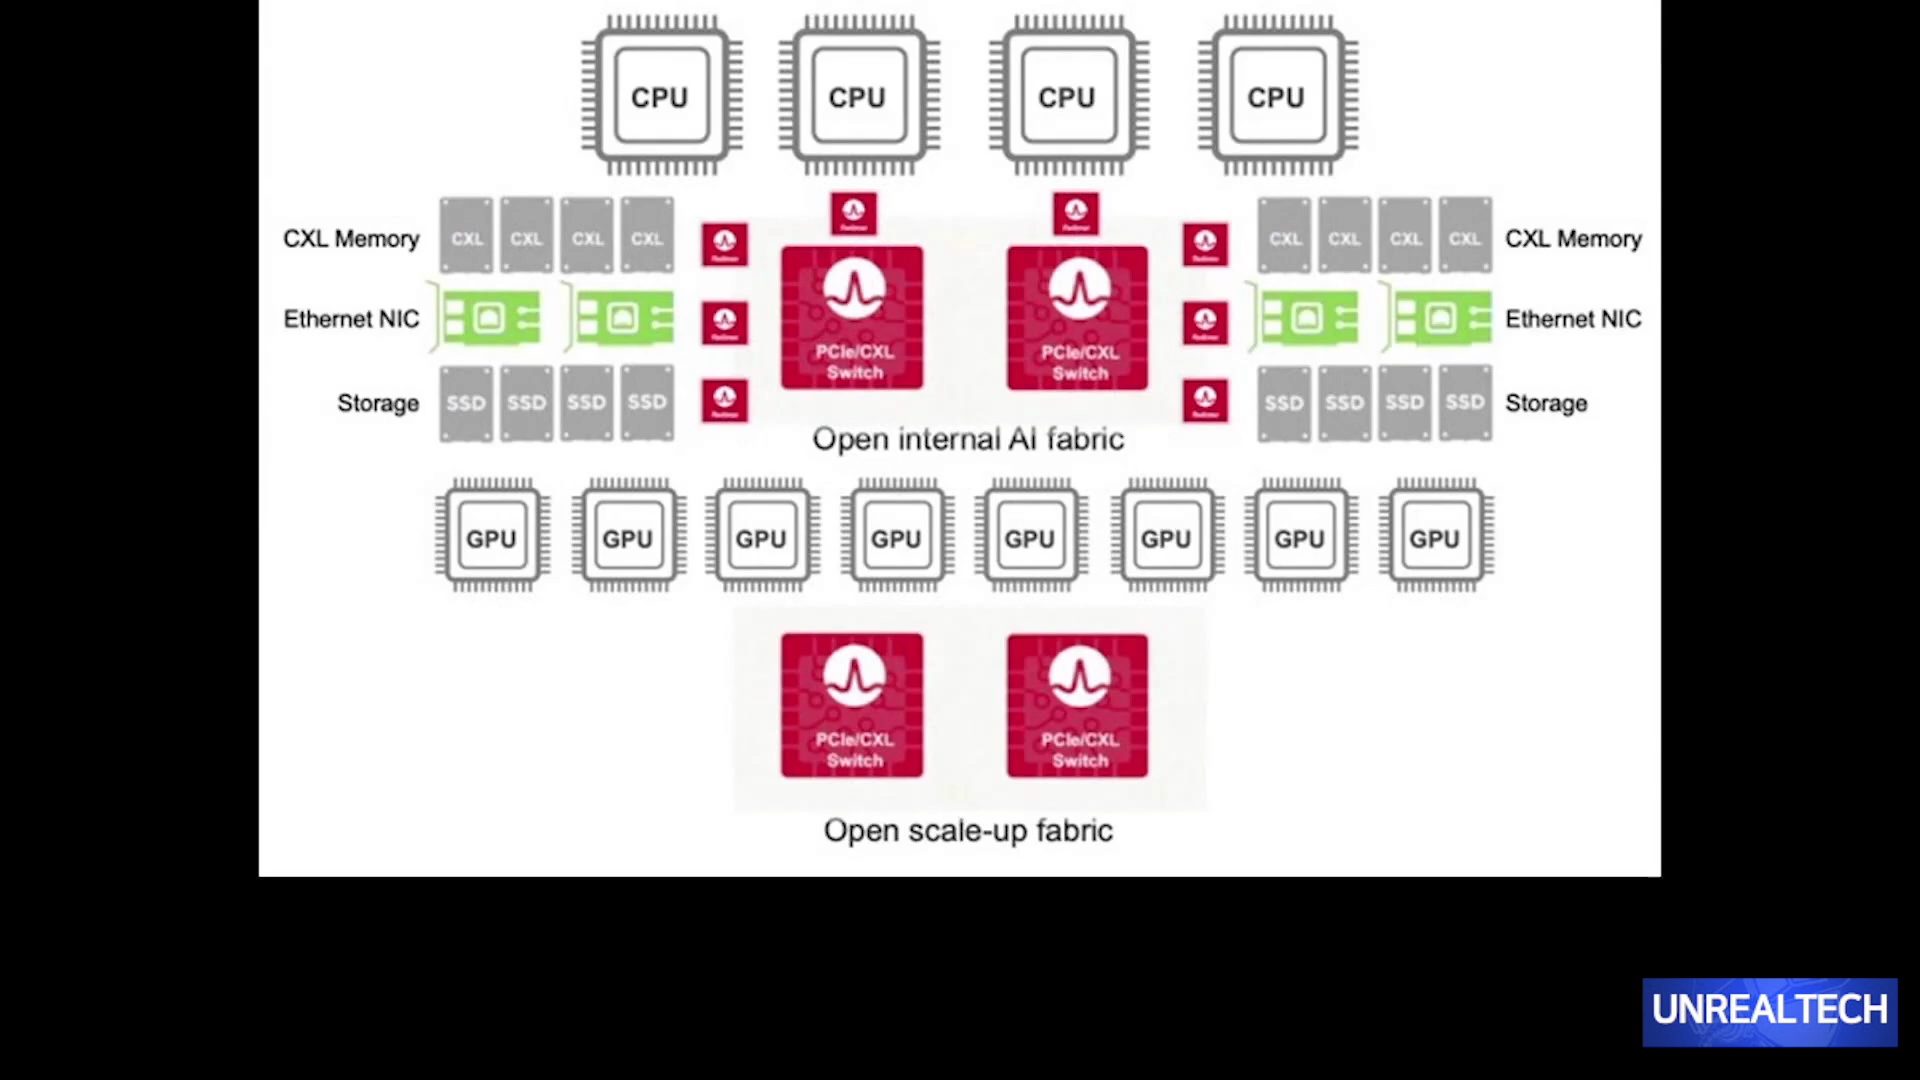 CPU CPU CPU CPU
CXL Memory CXL CXL CXL CXL CXL CXL CXL CXL CXL Memory
Ethernet NIC Ethernet NIC
PCIe/CXL PCIe/CXL
Switch Switch
Storage SSD SSD SSD SSD SSD SSD SSD SSD Storage
Open internal AI fabric
GPU GPU GPU GPU GPU GPU GPU GPU
PCIe/CXL PCIe/CXL
Switch Switch
Open scale-up fabric
UNREALTECH